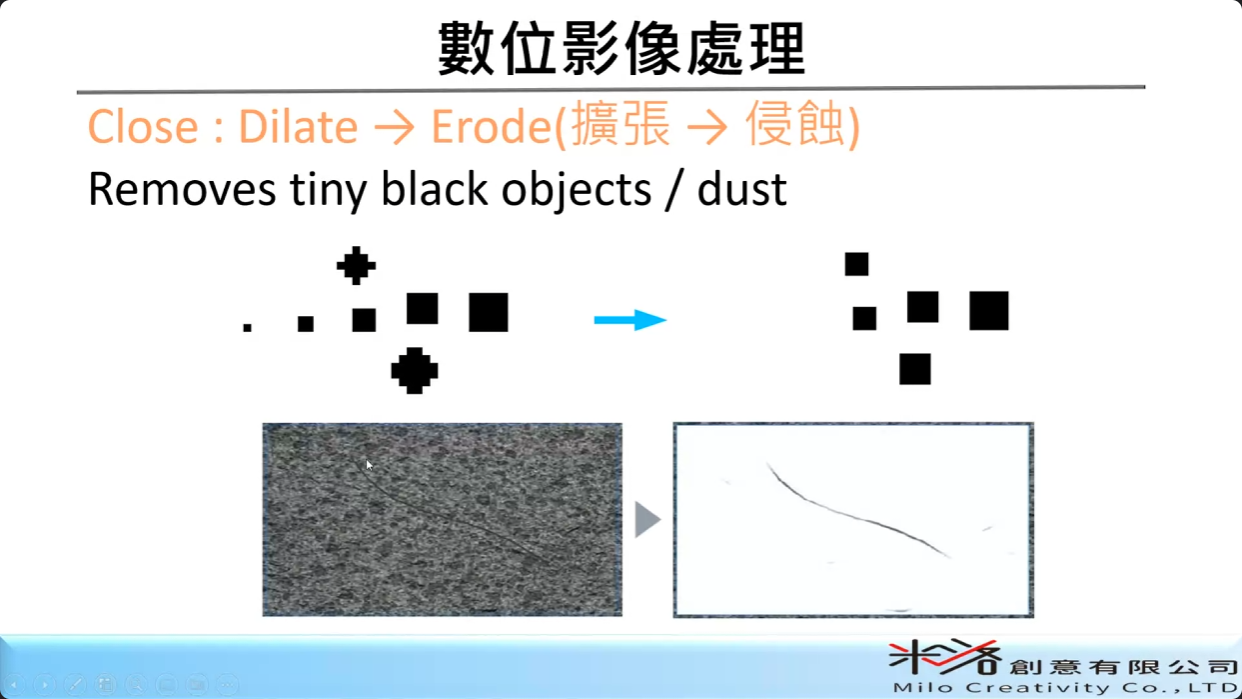 數位影像處理
Close : Dilate → Erode(擴張 → 侵蝕)
Removes tiny black objects / dust
米洛創意有限公司
Milo Creativity Co.,LTD